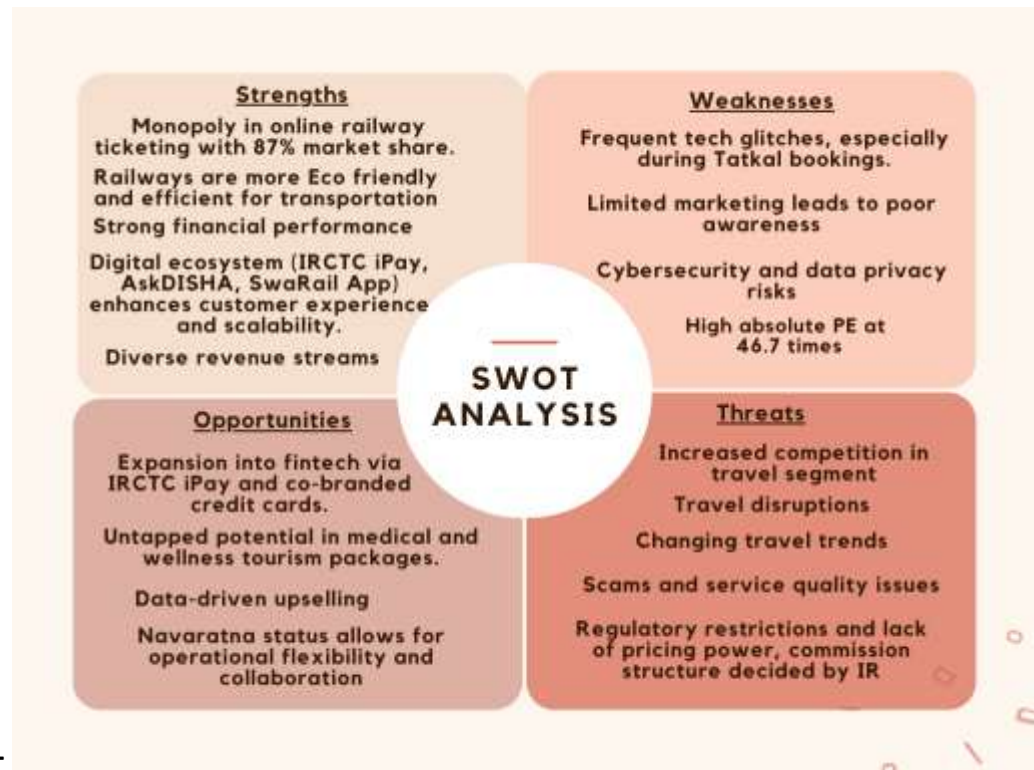 Strengths
Monopoly in online railway
ticketing with 87% market share.
Railways are more Eco friendly
and efficient for transportation
Strong financial performance
Digital ecosystem (IRCTC iPay,
AskDISHA, SwaRail App)
enhances customer experience
and scalability.
Diverse revenue streams
Weaknesses
Frequent tech glitches, especially
during Tatkal bookings.
Limited marketing leads to poor
awareness
Cybersecurity and data privacy
risks
High absolute PE at
46.7 times
SWOT
ANALYSIS
Opportunities
Expansion into fintech via
IRCTC iPay and co-branded
credit cards.
Untapped potential in medical and
wellness tourism packages.
Data-driven upselling
Navaratna status allows for
operational flexibility and
collaboration
Threats
Increased competition in
travel segment
Travel disruptions
Changing travel trends
Scams and service quality issues
Regulatory restrictions and lack
of pricing power, commission
structure decided by IR